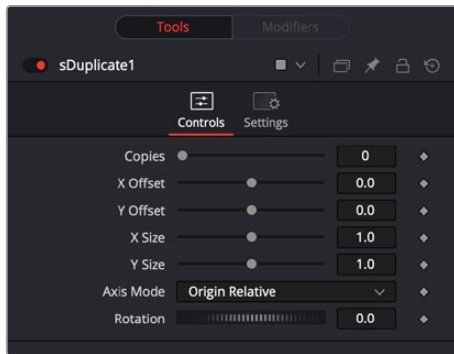 Tools Modifiers
sDuplicate1
Controls Settings
Copies 0
X Offset 0.0
Y Offset 0.0
X Size 1.0
Y Size 1.0
Axis Mode Origin Relative
Rotation 0.0